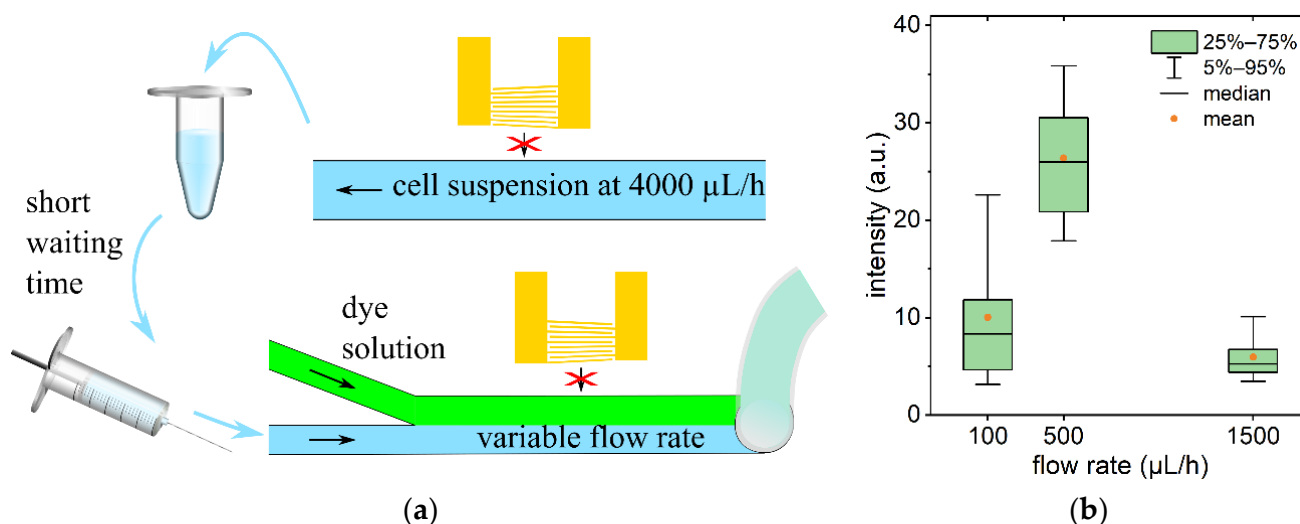 cell suspension at 4000 µL/h
short
waiting
time
dye
solution
variable flow rate
(a)
intensity (a.u.)
40
30
20
10
0
25%–75%
5%–95%
median
mean
100
500
1500
flow rate (µL/h)
(b)